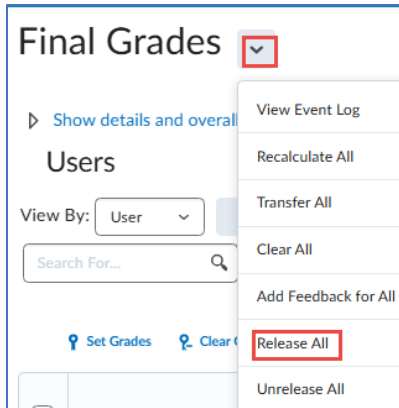 Final Grades
View Event Log
Show details and overall
Recalculate All
Users
Transfer All
View By: User
Clear All
Search For...
Add Feedback for All
Set Grades Clear
Release All
Unrelease All